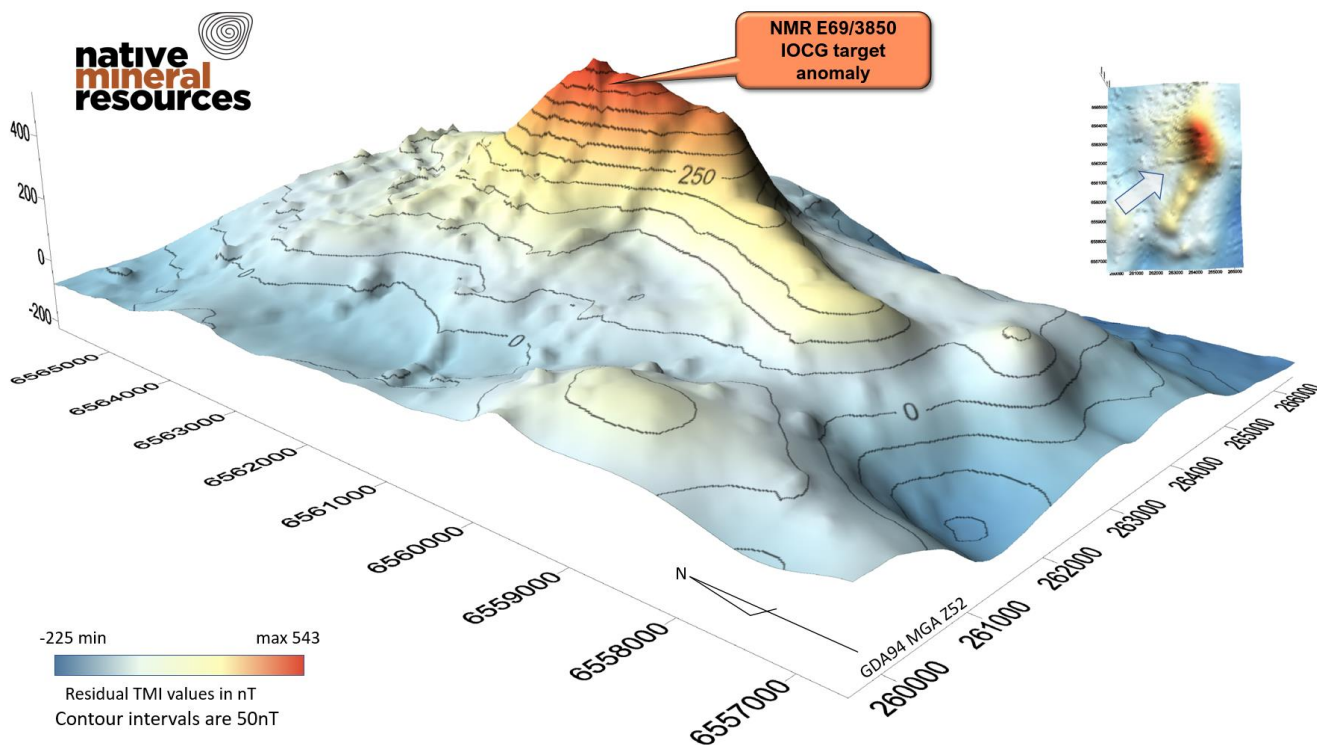 native
mineral
resources
NMR E69/3850
IOCG target
anomaly
400
200
0
-200
250
0
0
6565000
6564000
6563000
6562000
6561000
6560000
6559000
6558000
6557000
260000
261000
262000
263000
264000
265000
266000
GDA94 MGA Z52
N
-225 min max 543
Residual TMI values in nT
Contour intervals are 50nT